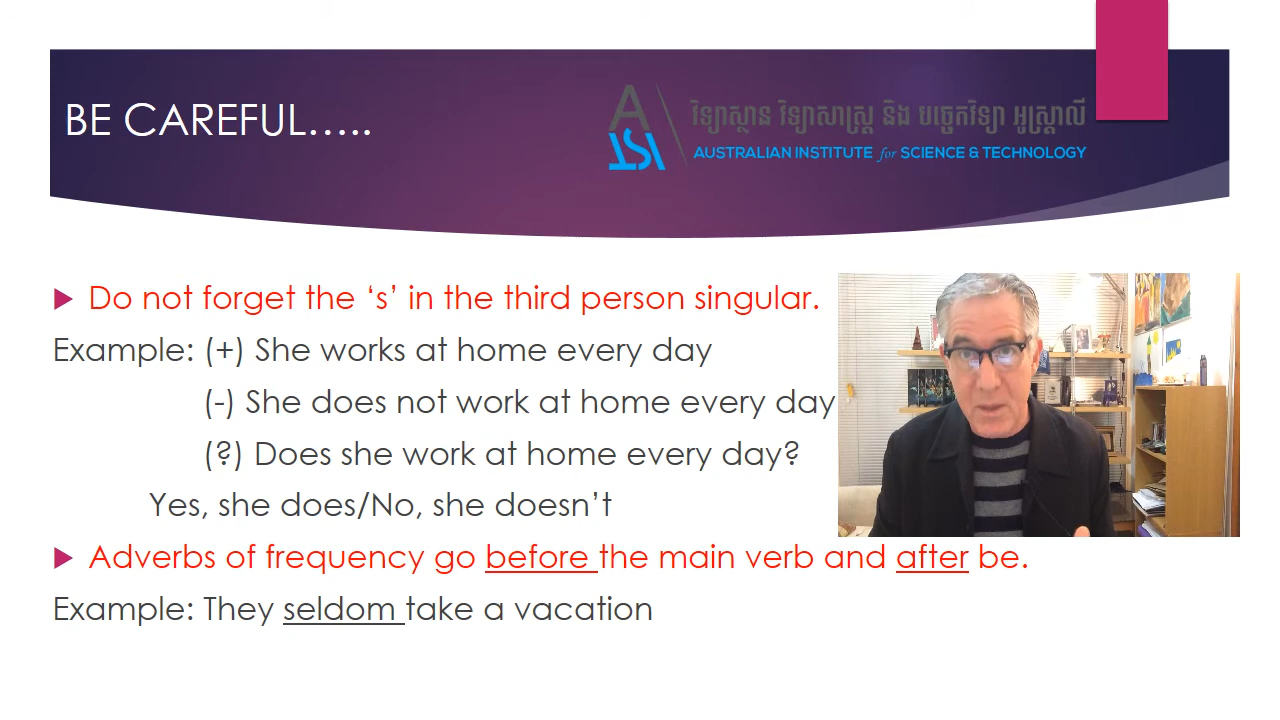 BE CAREFUL…..
វិទ្យាស្ថាន វិទ្យាសាស្ត្រ និង បច្ចេកវិទ្យា អូស្ត្រាលី
AUSTRALIAN INSTITUTE for SCIENCE & TECHNOLOGY
Do not forget the ‘s’ in the third person singular.
Example: (+) She works at home every day
(-) She does not work at home every day
(?) Does she work at home every day?
Yes, she does/No, she doesn’t
Adverbs of frequency go before the main verb and after be.
Example: They seldom take a vacation